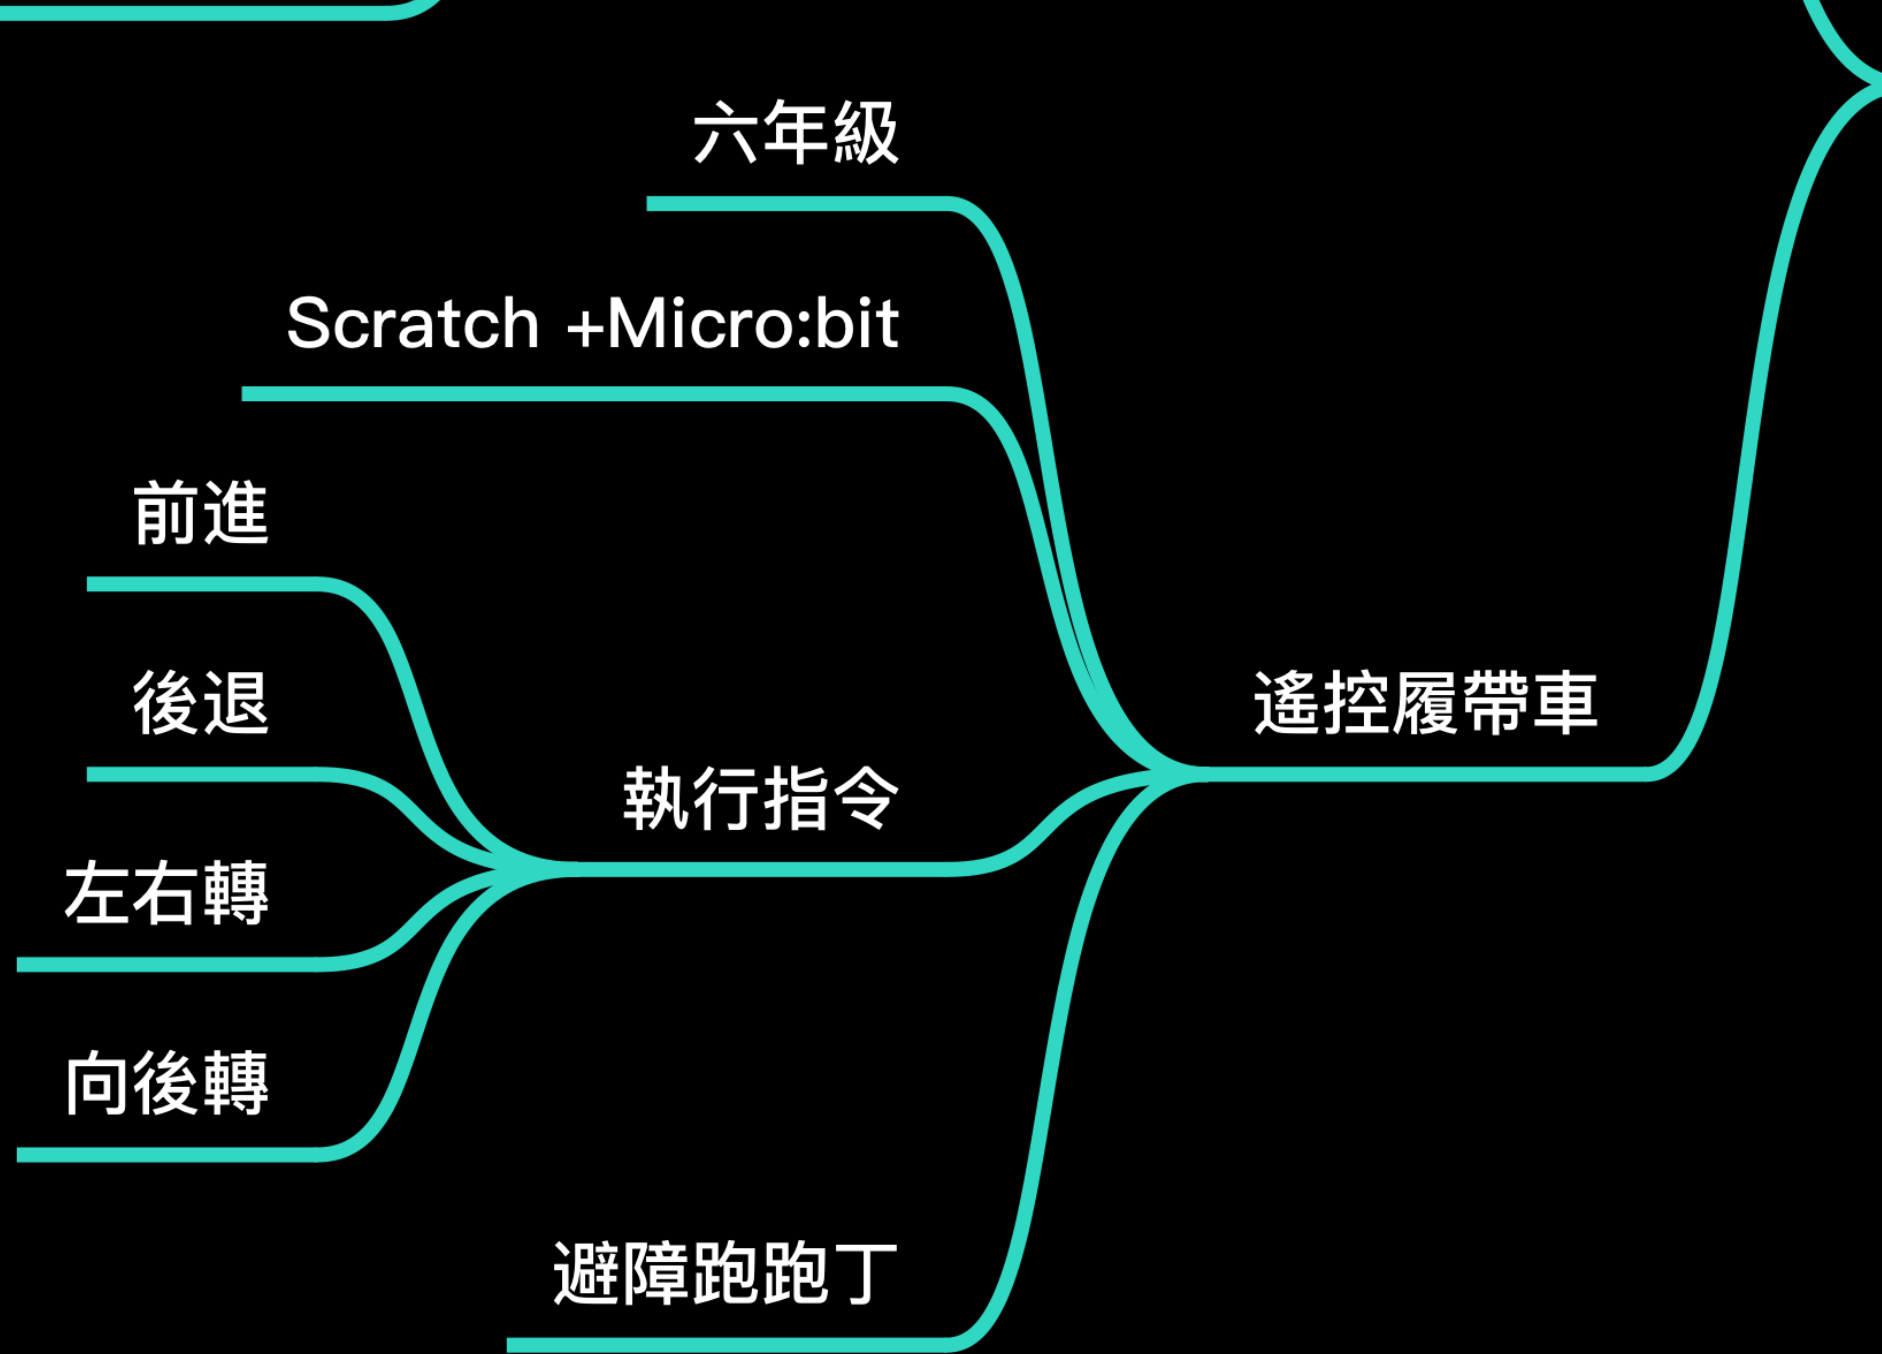 六年級
Scratch +Micro:bit
前進
後退
遙控履帶車
執行指令
左右轉
向後轉
避障跑跑丁